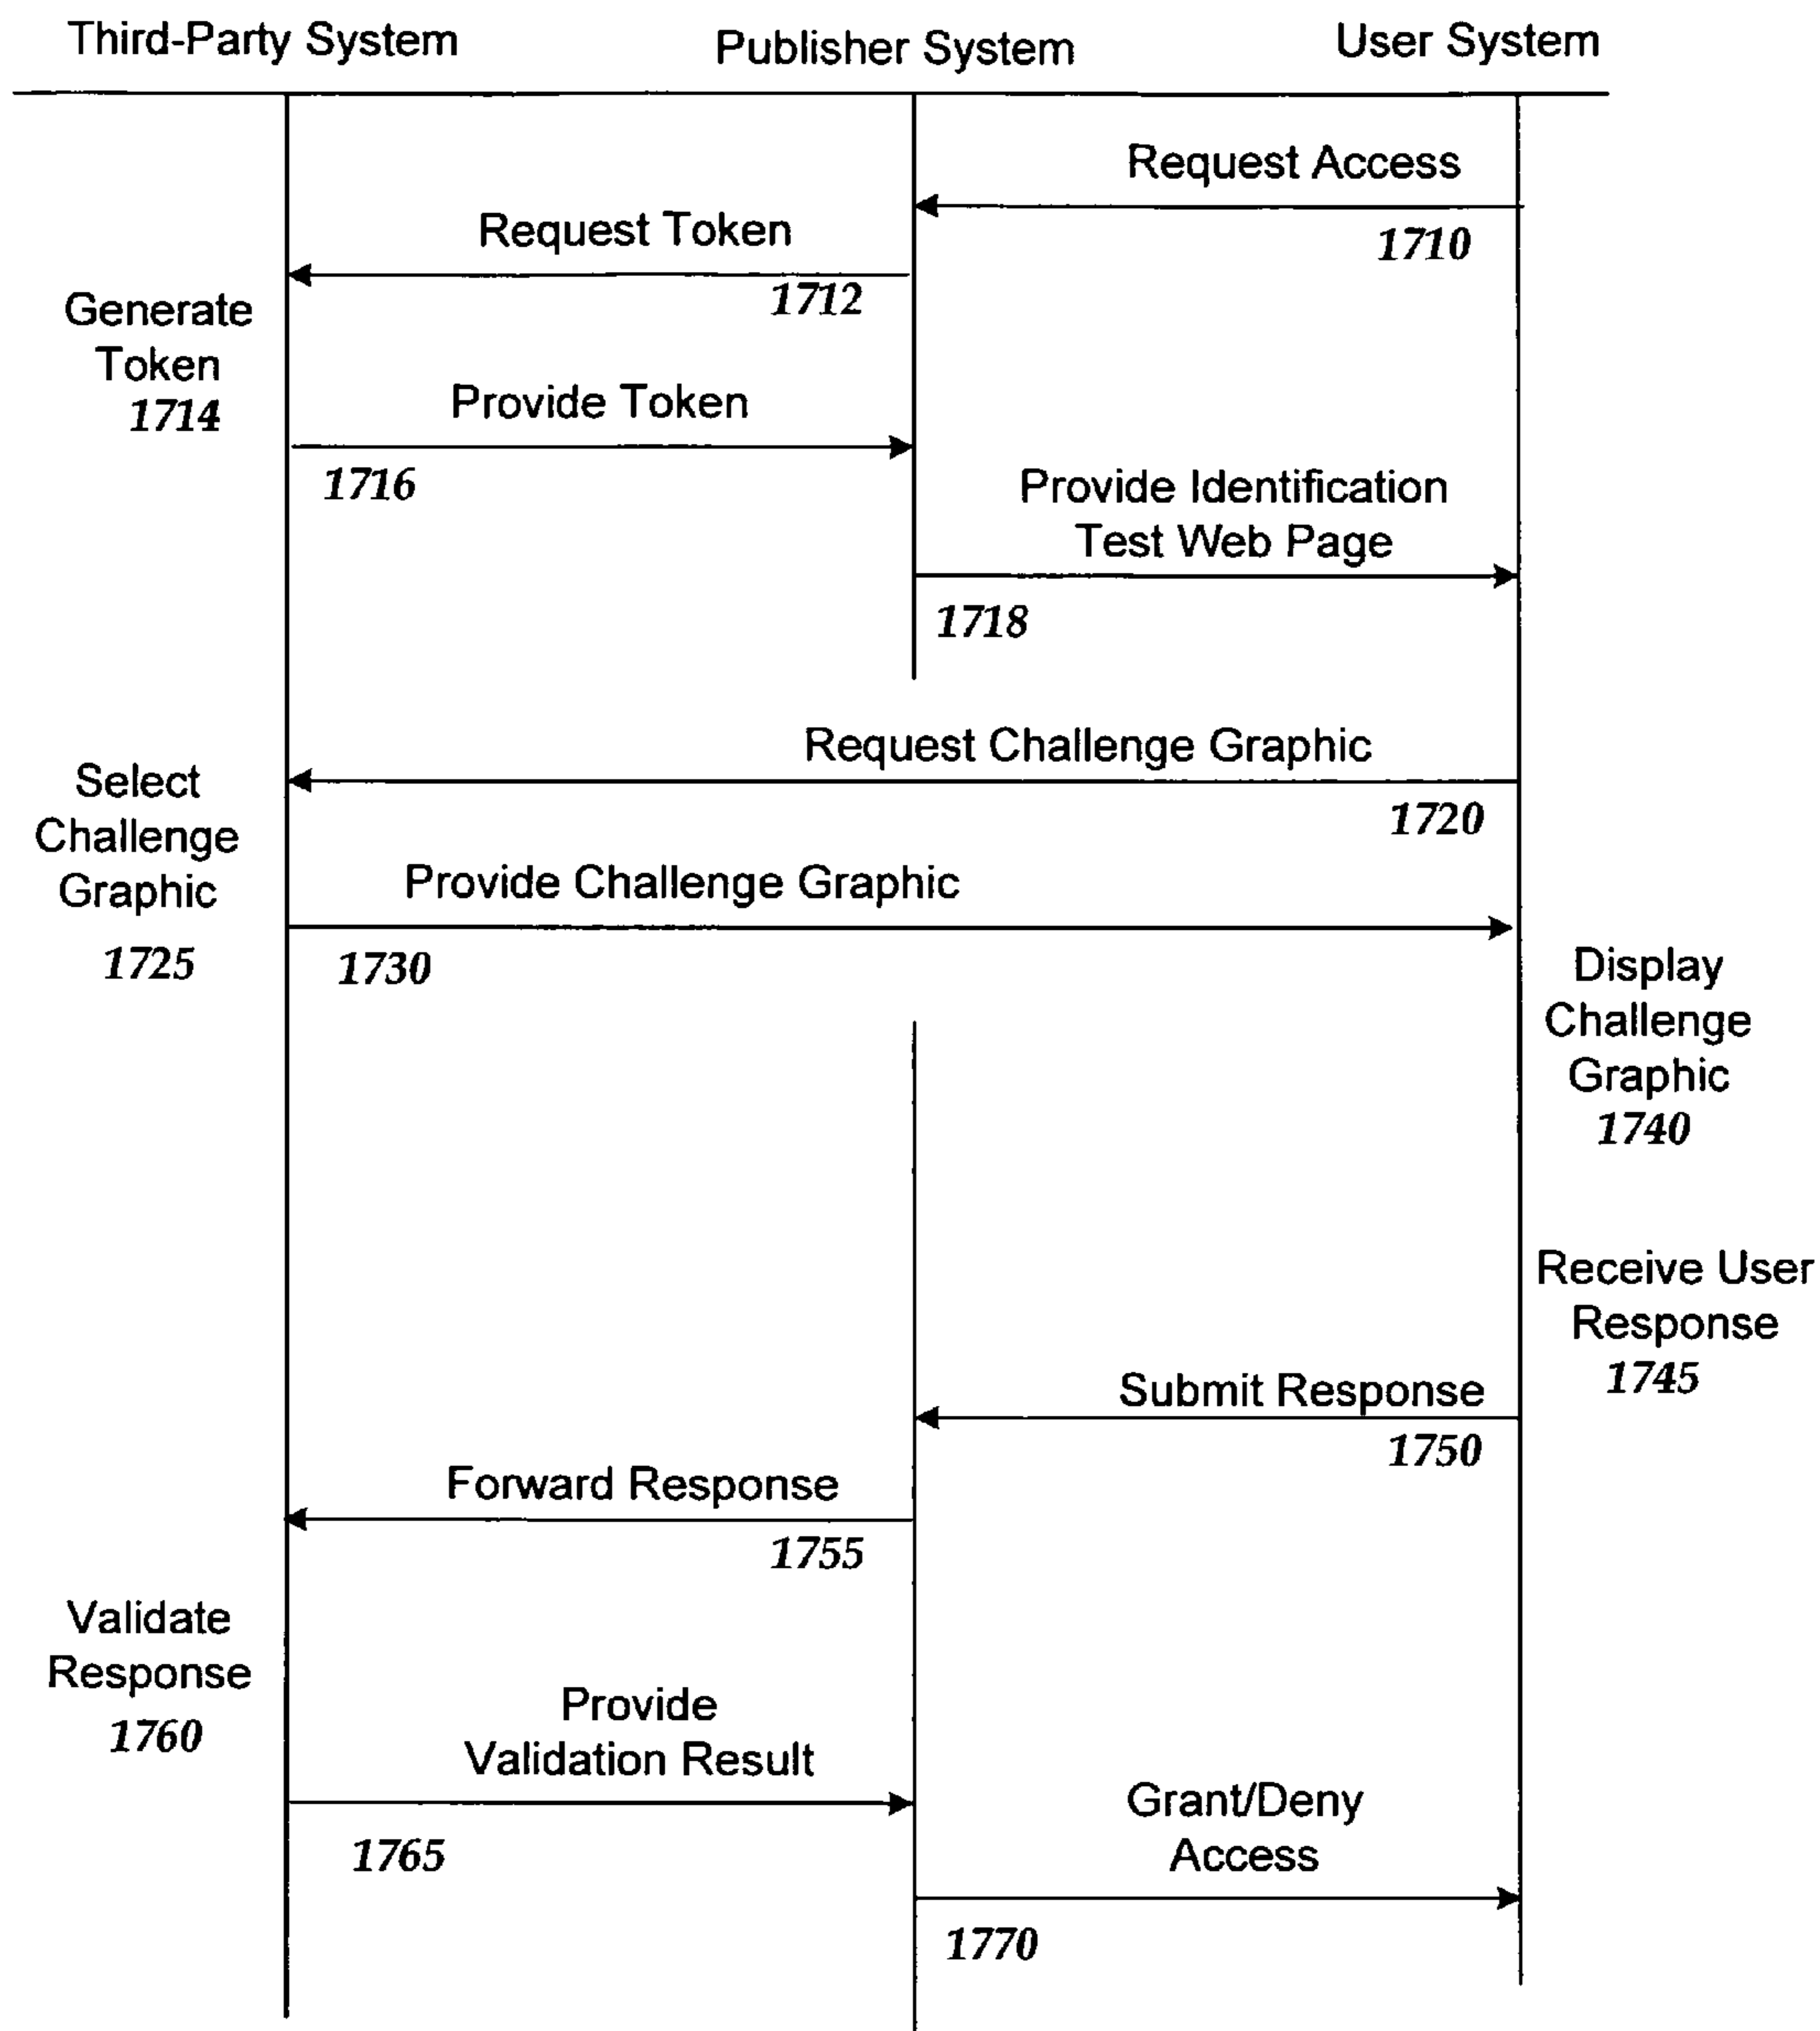 Third-Party System
Publisher System
User System
Request Access
1710
Request Token
1712
Generate
Token
1714
Provide Token
1716
Provide Identification
Test Web Page
1718
Request Challenge Graphic
1720
Select
Challenge
Graphic
1725
Provide Challenge Graphic
1730
Display
Challenge
Graphic
1740
Receive User
Response
1745
Submit Response
1750
Forward Response
1755
Validate
Response
1760
Provide
Validation Result
1765
Grant/Deny
Access
1770